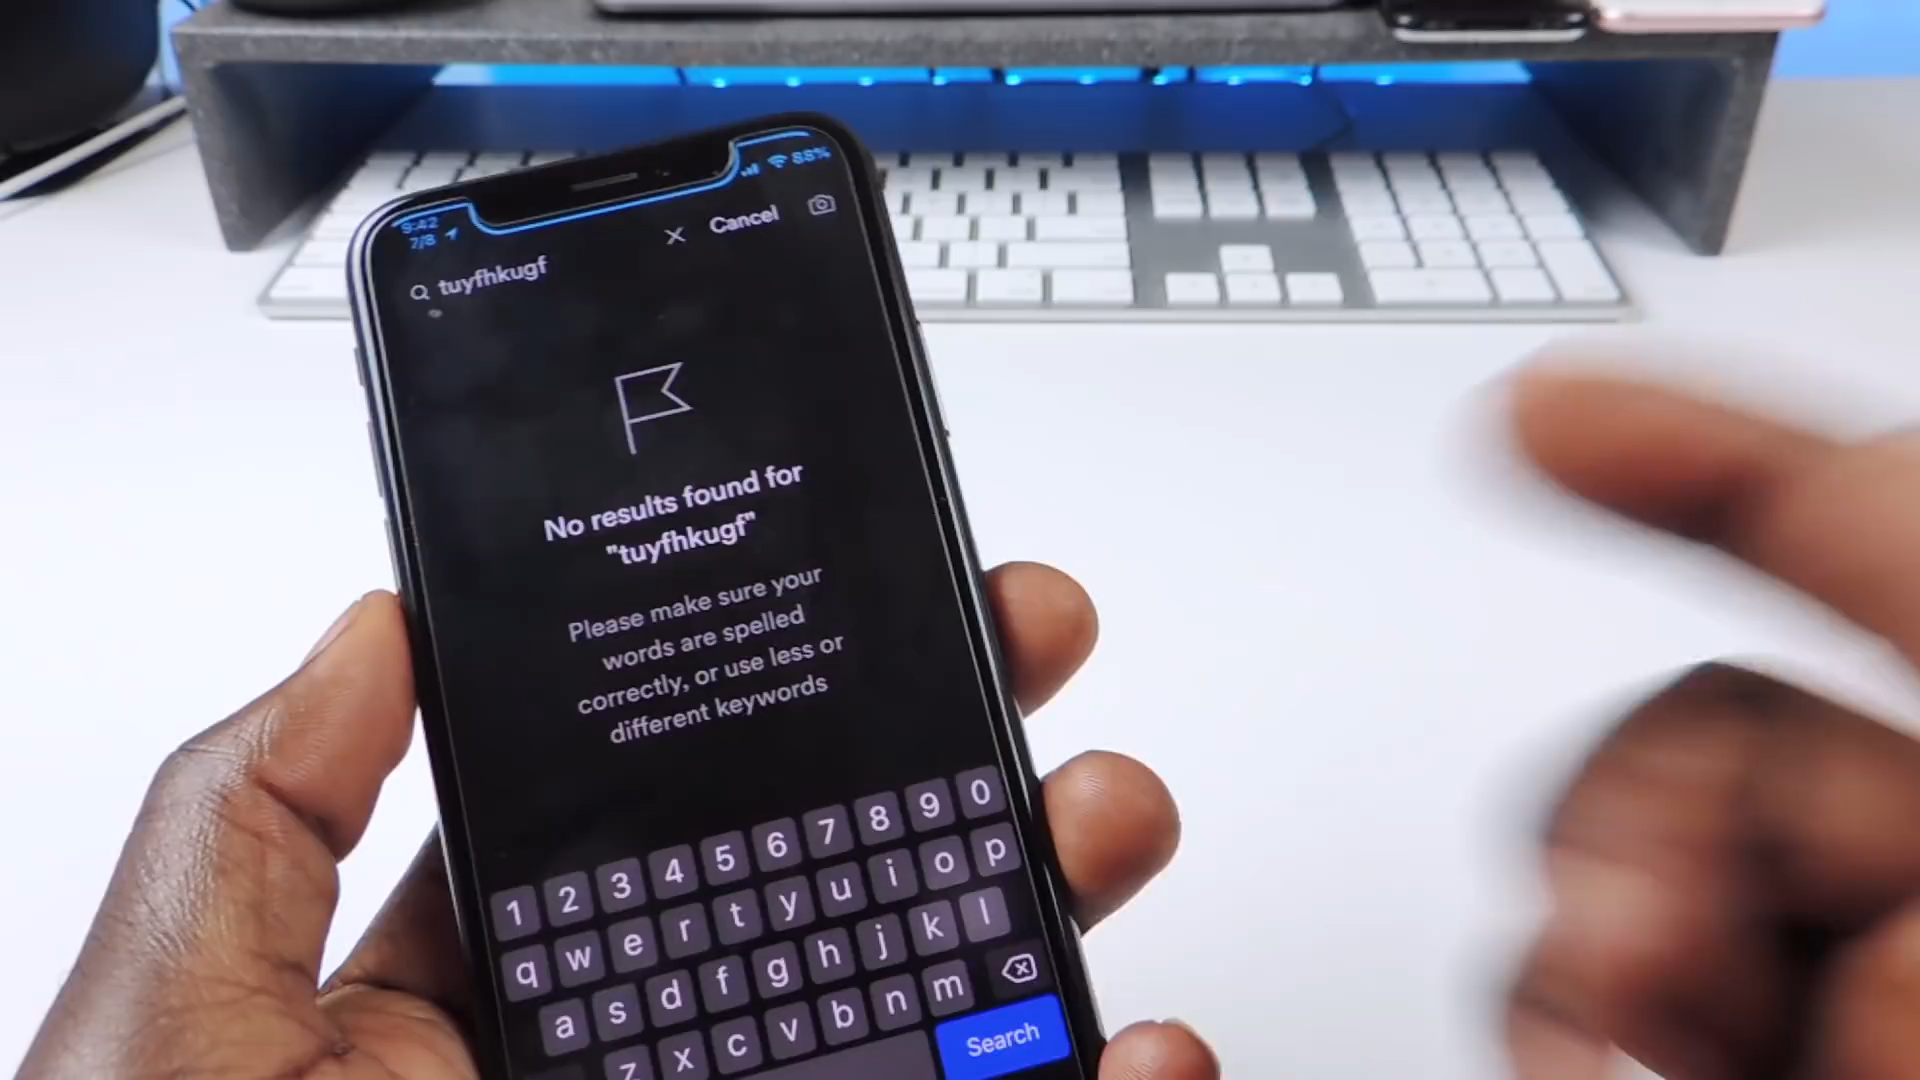 9:42
88%
7/8
Cancel
tuyfhkugf
No results found for
"tuyfhkugf"
Please make sure your
words are spelled
correctly, or use less or
different keywords
1 2 3 4 5 6 7 8 9 0
q w e r t y u i o p
a s d f g h j k l
z x c v b n m
Search